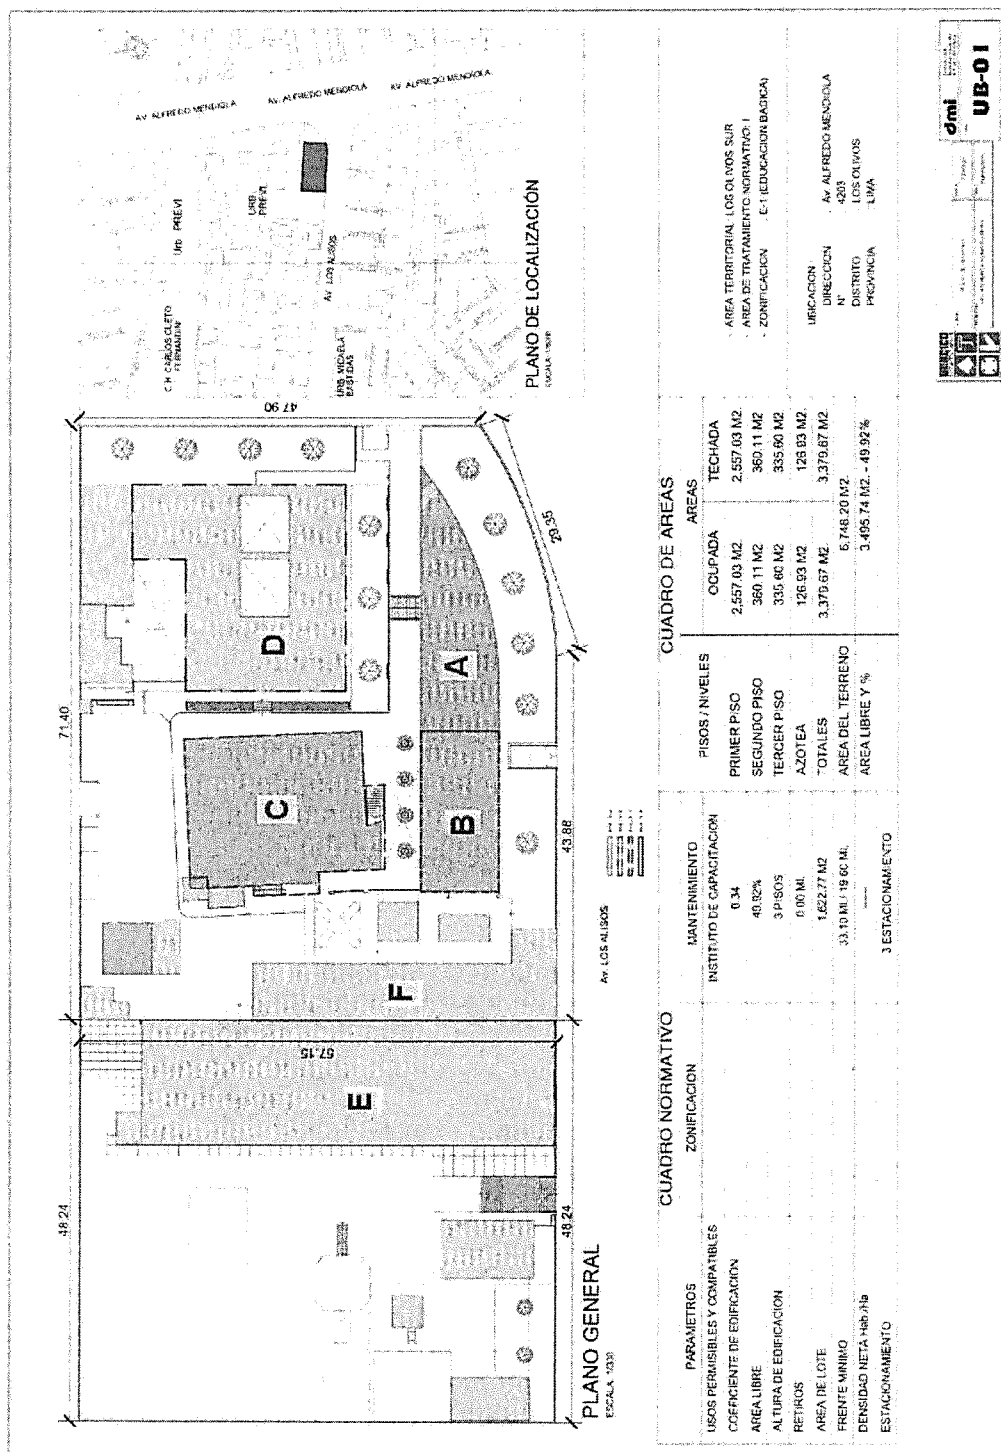 71.40
48.24
47.90
57.15
29.35
43.88
48.24
A
B
C
D
E
F
Av. LOS ALISOS
PLANO GENERAL
ESCALA: 1/333
AV. ALFREDO MENDIOLA
AV. ALFREDO MENDIOLA
AV. ALFREDO MENDIOLA
Urb. PREVI
URB. PREVI
C.H. CARLOS CUETO
FERNANDINI
URB. MICAELA
BASTIDAS
AV. LOS ALISOS
PLANO DE LOCALIZACIÓN
CUADRO NORMATIVO
PARAMETROS ZONIFICACION MANTENIMIENTO
USOS PERMISIBLES Y COMPATIBLES INSTITUTO DE CAPACITACION
COEFICIENTE DE EDIFICACION 0.34
AREA LIBRE 49.92%
ALTURA DE EDIFICACION 3 PISOS
RETIROS 0.00 ML
AREA DE LOTE 1,622.77 M2
FRENTE MINIMO
DENSIDAD NETA Hab./Ha ----
ESTACIONAMIENTO 3 ESTACIONAMIENTO
CUADRO DE AREAS
PISOS / NIVELES AREAS
OCUPADA TECHADA
PRIMER PISO 2,557.03 M2 2,557.03 M2
SEGUNDO PISO 360.11 M2 360.11 M2
TERCER PISO 335.60 M2 335.60 M2
AZOTEA 126.93 M2 126.93 M2
TOTALES 3,379.67 M2 3,379.67 M2
AREA DEL TERRENO 6,748.20 M2
AREA LIBRE Y % 3,495.74 M2. - 49.92%
- AREA TERRITORIAL: LOS OLIVOS SUR
- AREA DE TRATAMIENTO NORMATIVO: I
- ZONIFICACION : E-1 (EDUCACION BASICA)
UBICACION
DIRECCION : Av. ALFREDO MENDIOLA
N° : 4203
DISTRITO : LOS OLIVOS
PROVINCIA : LIMA
dmi
UB-01